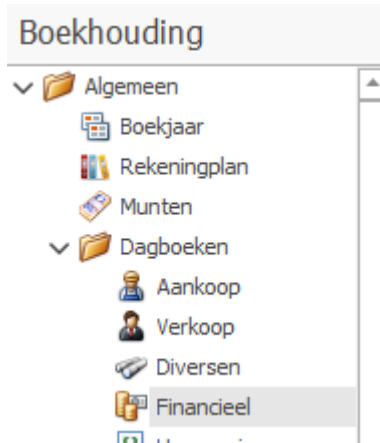 Boekhouding
Algemeen
Boekjaar
Rekeningplan
Munten
Dagboeken
Aankoop
Verkoop
Diversen
Financieel